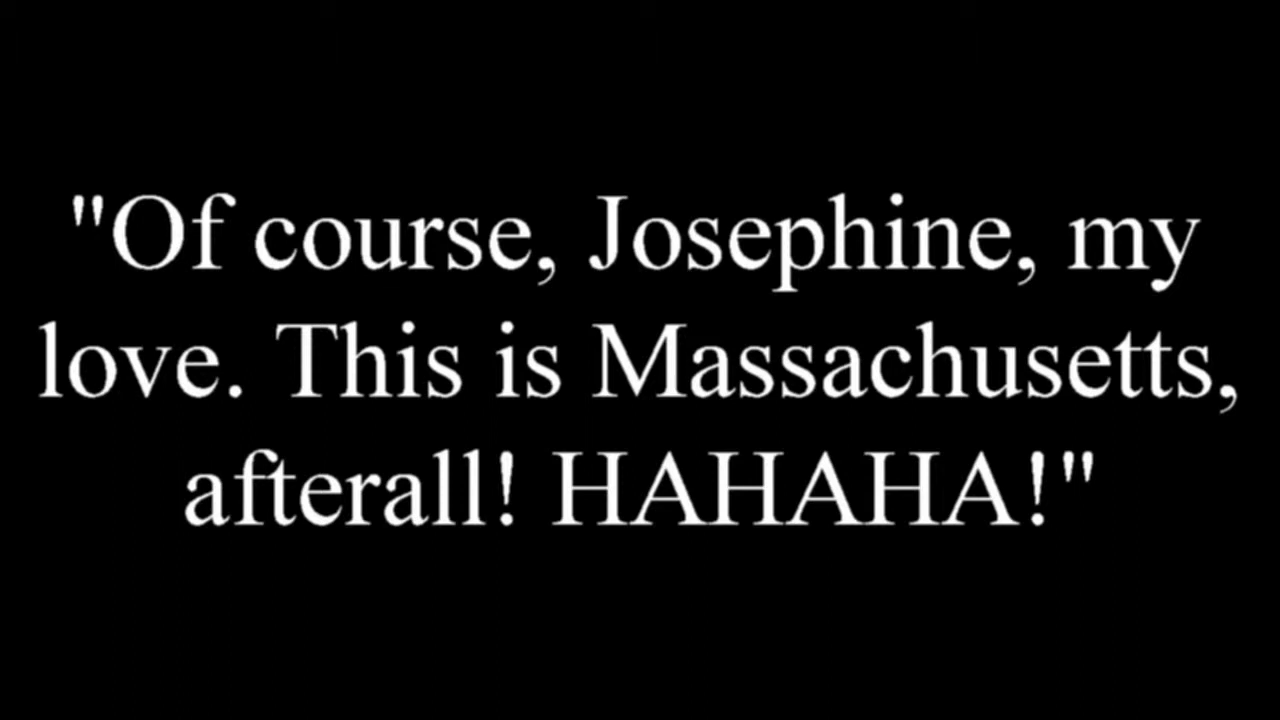 "Of course, Josephine, my
love. This is Massachusetts,
afterall! HAHAHA!"